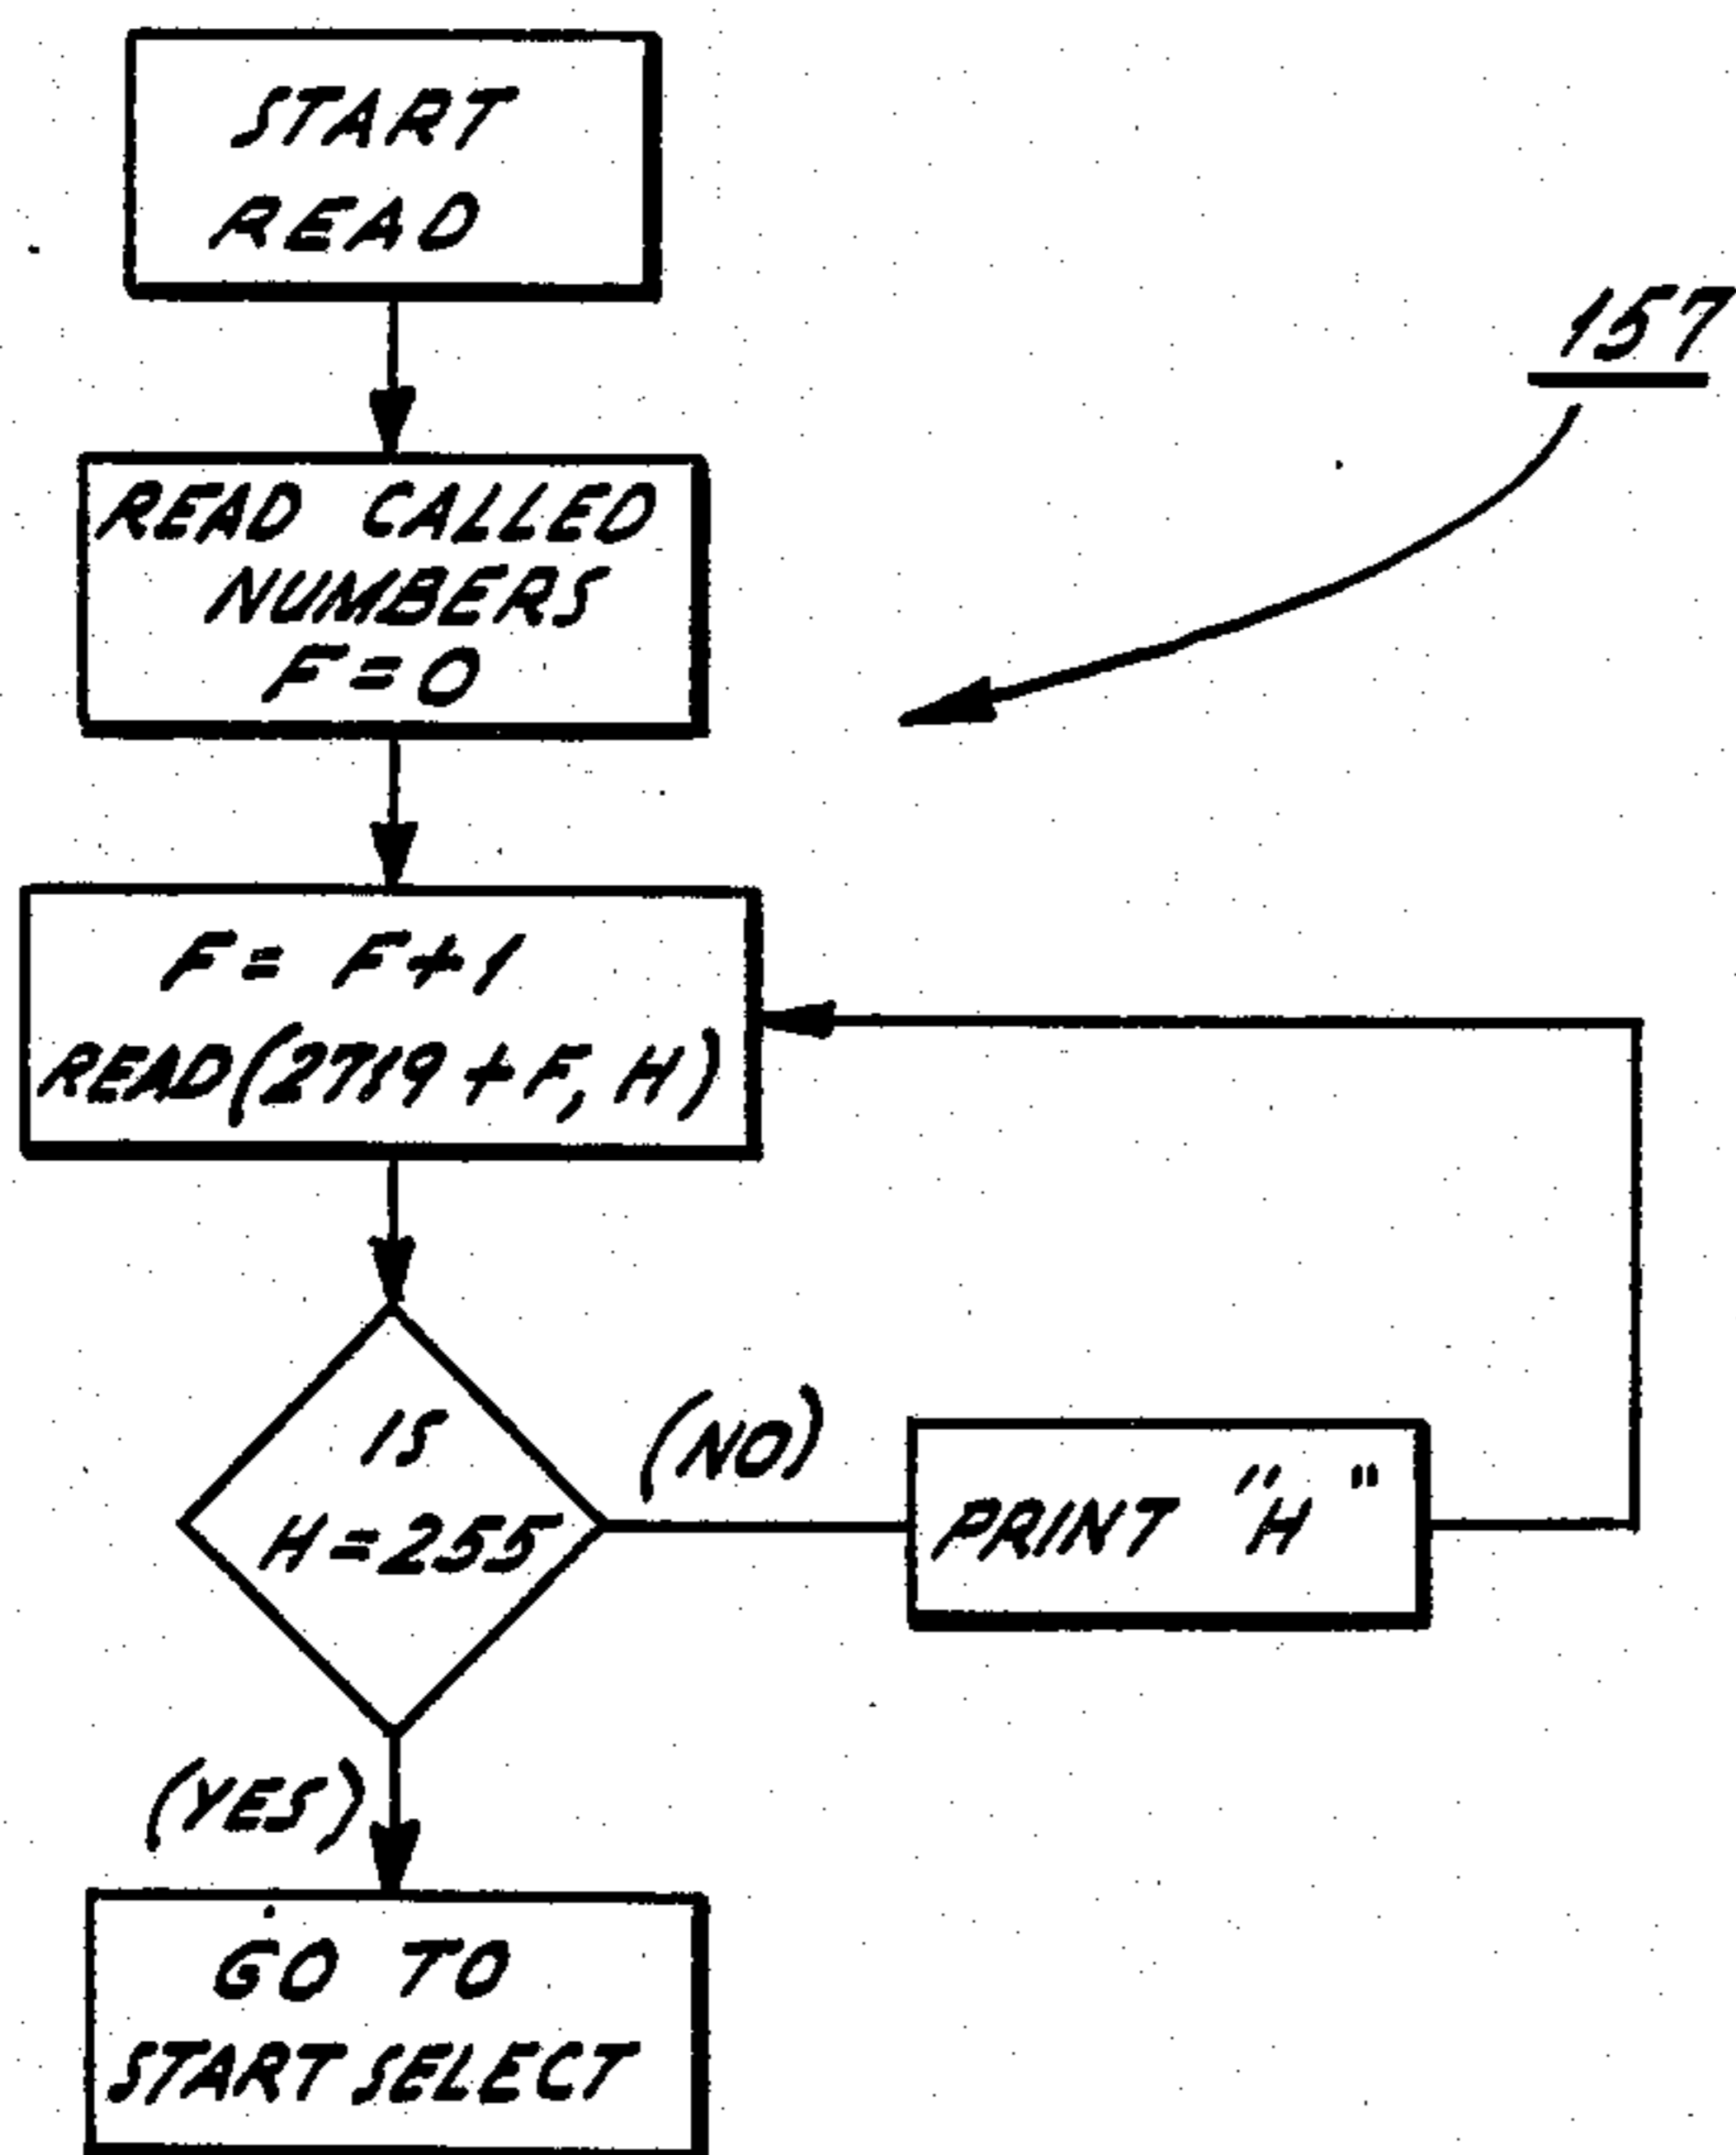 START
READ
157
READ CALLED
NUMBERS
F=0
F= F+1
READ(2719 +F, H)
IS
H=255
(NO)
PRINT "H"
(YES)
GO TO
START SELECT